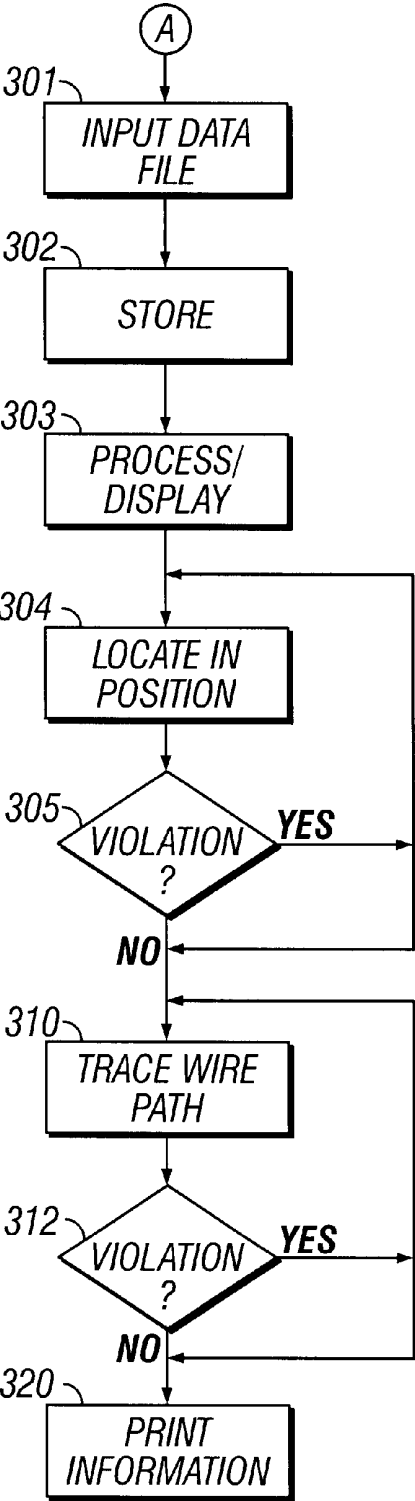 A
301
INPUT DATA
FILE
302
STORE
303
PROCESS/
DISPLAY
304
LOCATE IN
POSITION
305
VIOLATION
?
YES
NO
310
TRACE WIRE
PATH
312
VIOLATION
?
YES
NO
320
PRINT
INFORMATION